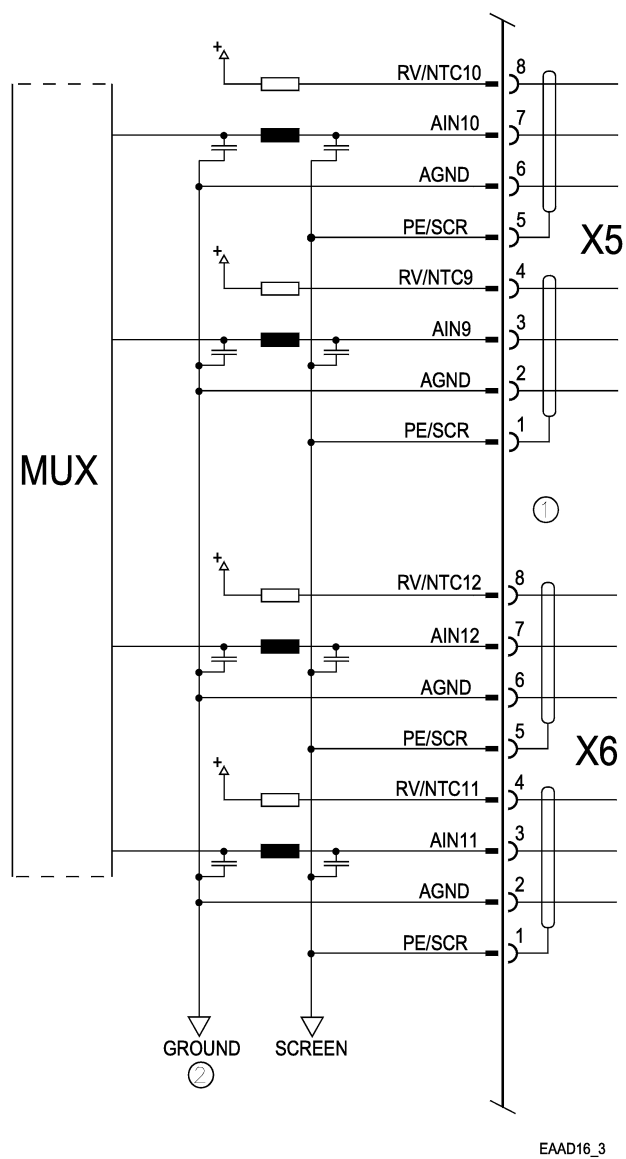 +
RV/NTC10 8
AIN10 7
AGND 6
PE/SCR 5
X5
+
RV/NTC9 4
AIN9 3
AGND 2
PE/SCR 1
MUX
1
+
RV/NTC12 8
AIN12 7
AGND 6
PE/SCR 5
X6
+
RV/NTC11 4
AIN11 3
AGND 2
PE/SCR 1
GROUND SCREEN
2
EAAD16_3